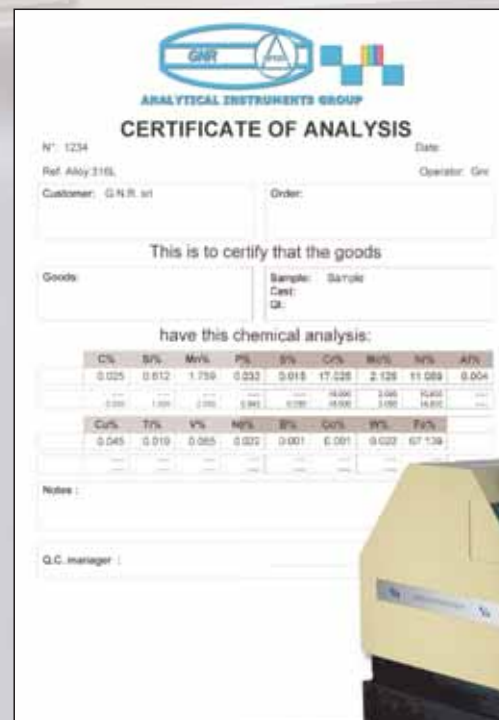 GNR
ANALYTICAL INSTRUMENTS GROUP
CERTIFICATE OF ANALYSIS
N°: 1234 Date:
Ref. Alloy 316L Operator: Gnr
Customer: G.N.R. srl Order:
This is to certify that the goods
Goods: Sample: Sample
Cast:
Qt:
have this chemical analysis:
C% Si% Mn% P% S% Cr% Mo% Ni% Al%
0.025 0.612 1.759 0.032 0.018 17.028 2.128 11.089 0.004
Cu% Ti% V% Nb% B% Co% W% Fe%
0.045 0.019 0.065 0.022 0.001 0.091 0.022 67.139
Notes :
Q.C. manager :